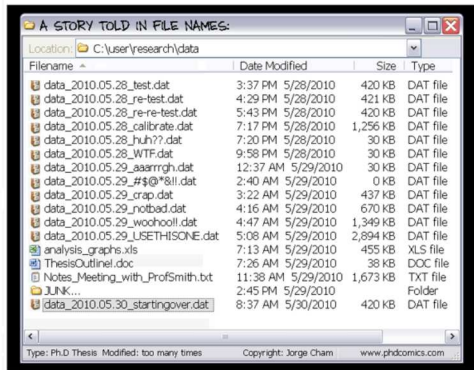 A STORY TOLD IN FILE NAMES:
Location: C:\user\research\data
Filename Date Modified Size Type
data_2010.05.28_test.dat 3:37 PM 5/28/2010 420 KB DAT file
data_2010.05.28_re-test.dat 4:29 PM 5/28/2010 421 KB DAT file
data_2010.05.28_re-re-test.dat 5:43 PM 5/28/2010 420 KB DAT file
data_2010.05.28_calibrate.dat 7:17 PM 5/28/2010 1,256 KB DAT file
data_2010.05.28_huh??.dat 7:20 PM 5/28/2010 30 KB DAT file
data_2010.05.28_WTF.dat 9:58 PM 5/28/2010 30 KB DAT file
data_2010.05.29_aaarrrgh.dat 12:37 AM 5/29/2010 30 KB DAT file
data_2010.05.29_#$@*&!!.dat 2:40 AM 5/29/2010 0 KB DAT file
data_2010.05.29_crap.dat 3:22 AM 5/29/2010 437 KB DAT file
data_2010.05.29_notbad.dat 4:16 AM 5/29/2010 670 KB DAT file
data_2010.05.29_woohoo!!.dat 4:47 AM 5/29/2010 1,349 KB DAT file
data_2010.05.29_USETHISONE.dat 5:08 AM 5/29/2010 2,894 KB DAT file
analysis_graphs.xls 7:13 AM 5/29/2010 455 KB XLS file
ThesisOutline!.doc 7:26 AM 5/29/2010 38 KB DOC file
Notes_Meeting_with_ProfSmith.txt 11:38 AM 5/29/2010 1,673 KB TXT file
JUNK... 2:45 PM 5/29/2010 Folder
data_2010.05.30_startingover.dat 8:37 AM 5/30/2010 420 KB DAT file
Type: Ph.D Thesis Modified: too many times Copyright: Jorge Cham www.phdcomics.com